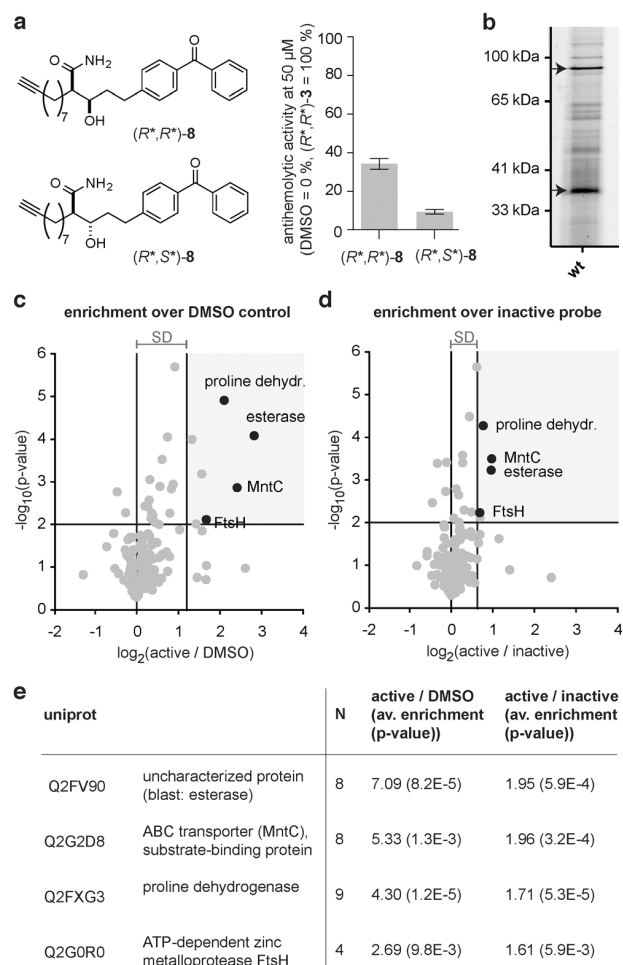 a
O
NH2
O
7
OH
(R*,R*)-8
O
NH2
O
7
OH
(R*,S*)-8
antihemolytic activity at 50 µM
(DMSO = 0 %, (R*,R*)-3 = 100 %)
100
80
60
40
20
0
(R*,R*)-8 (R*,S*)-8
b
100 kDa
65 kDa
41 kDa
33 kDa
wt
c
enrichment over DMSO control
SD
6
5
4
3
2
1
0
-log10(p-value)
proline dehydr.
esterase
MntC
FtsH
-2 -1 0 1 2 3 4
log2(active / DMSO)
d
enrichment over inactive probe
SD
6
5
4
3
2
1
0
-log10(p-value)
proline dehydr.
MntC
esterase
FtsH
-2 -1 0 1 2 3 4
log2(active / inactive)
e
uniprot N active / DMSO (av. enrichment (p-value)) active / inactive (av. enrichment (p-value))
Q2FV90 uncharacterized protein (blast: esterase) 8 7.09 (8.2E-5) 1.95 (5.9E-4)
Q2G2D8 ABC transporter (MntC), substrate-binding protein 8 5.33 (1.3E-3) 1.96 (3.2E-4)
Q2FXG3 proline dehydrogenase 9 4.30 (1.2E-5) 1.71 (5.3E-5)
Q2G0R0 ATP-dependent zinc metalloprotease FtsH 4 2.69 (9.8E-3) 1.61 (5.9E-3)